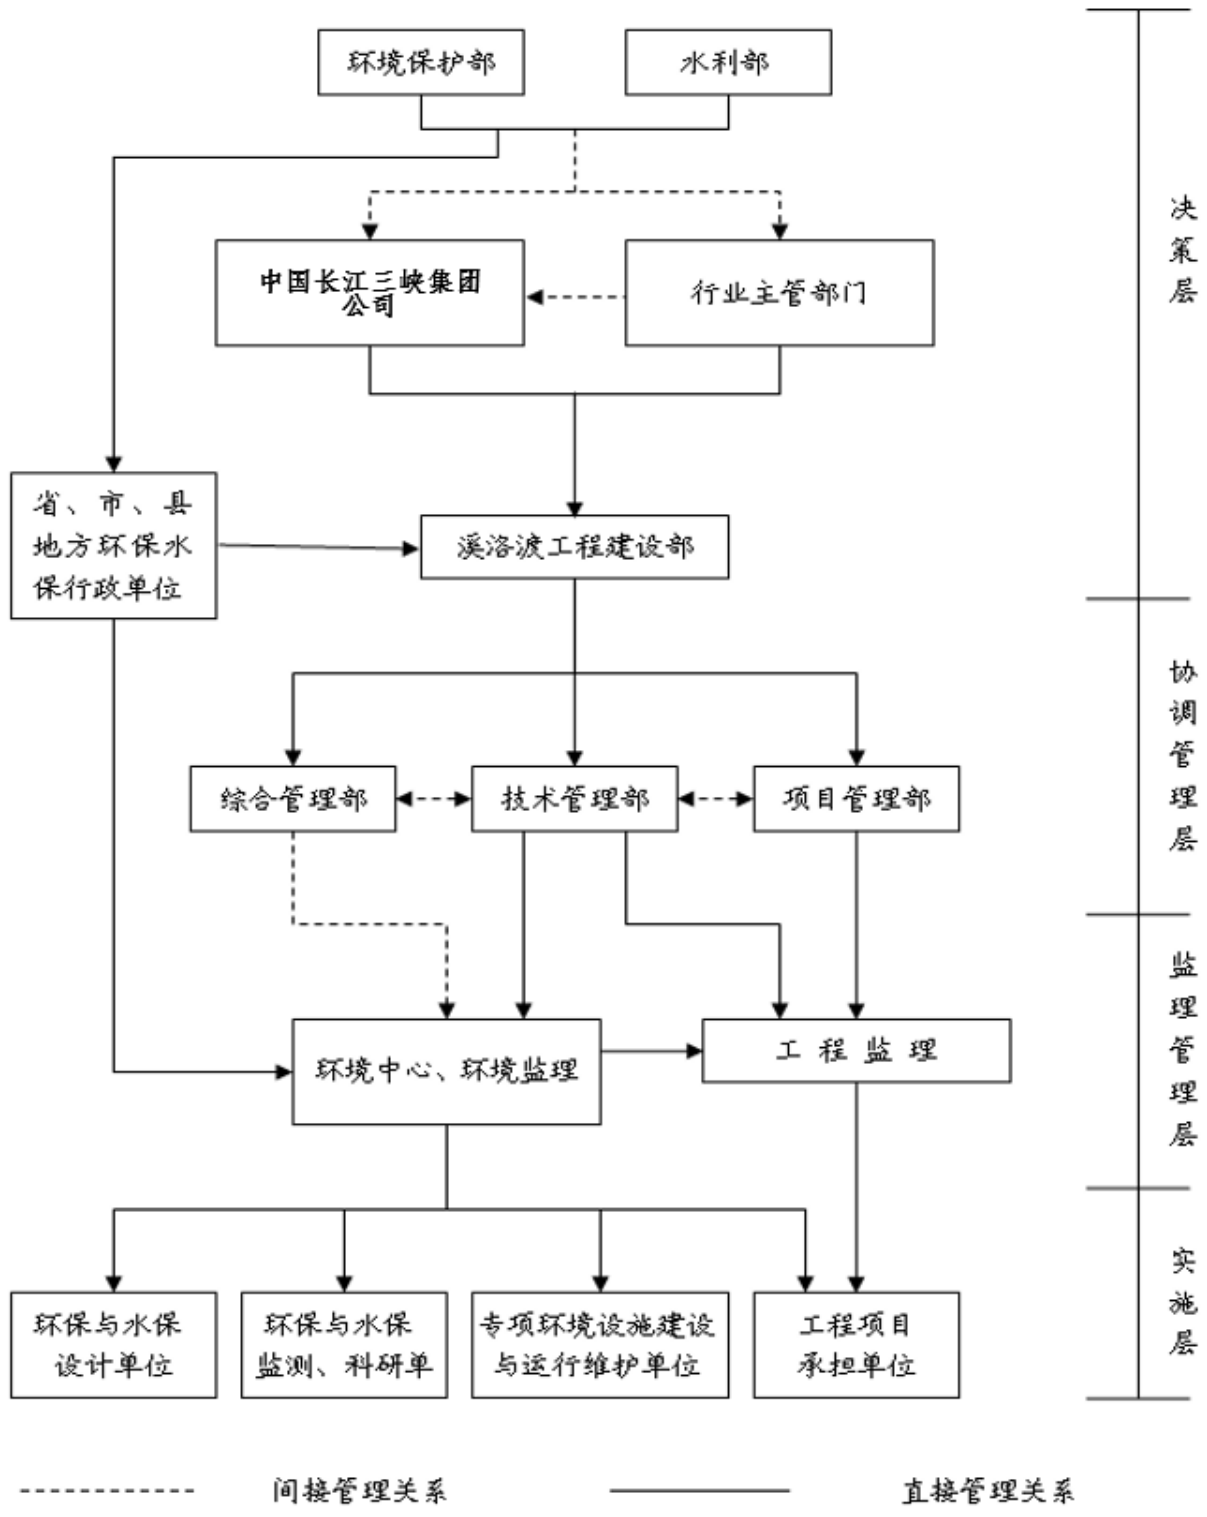 环境保护部
水利部
中国长江三峡集团
公司
行业主管部门
决
策
层
省、市、县
地方环保水
保行政单位
溪洛渡工程建设部
协
调
管
理
层
综合管理部
技术管理部
项目管理部
监
理
管
理
层
环境中心、环境监理
工程监理
实
施
层
环保与水保
设计单位
环保与水保
监测、科研单
专项环境设施建设
与运行维护单位
工程项目
承担单位
间接管理关系
直接管理关系